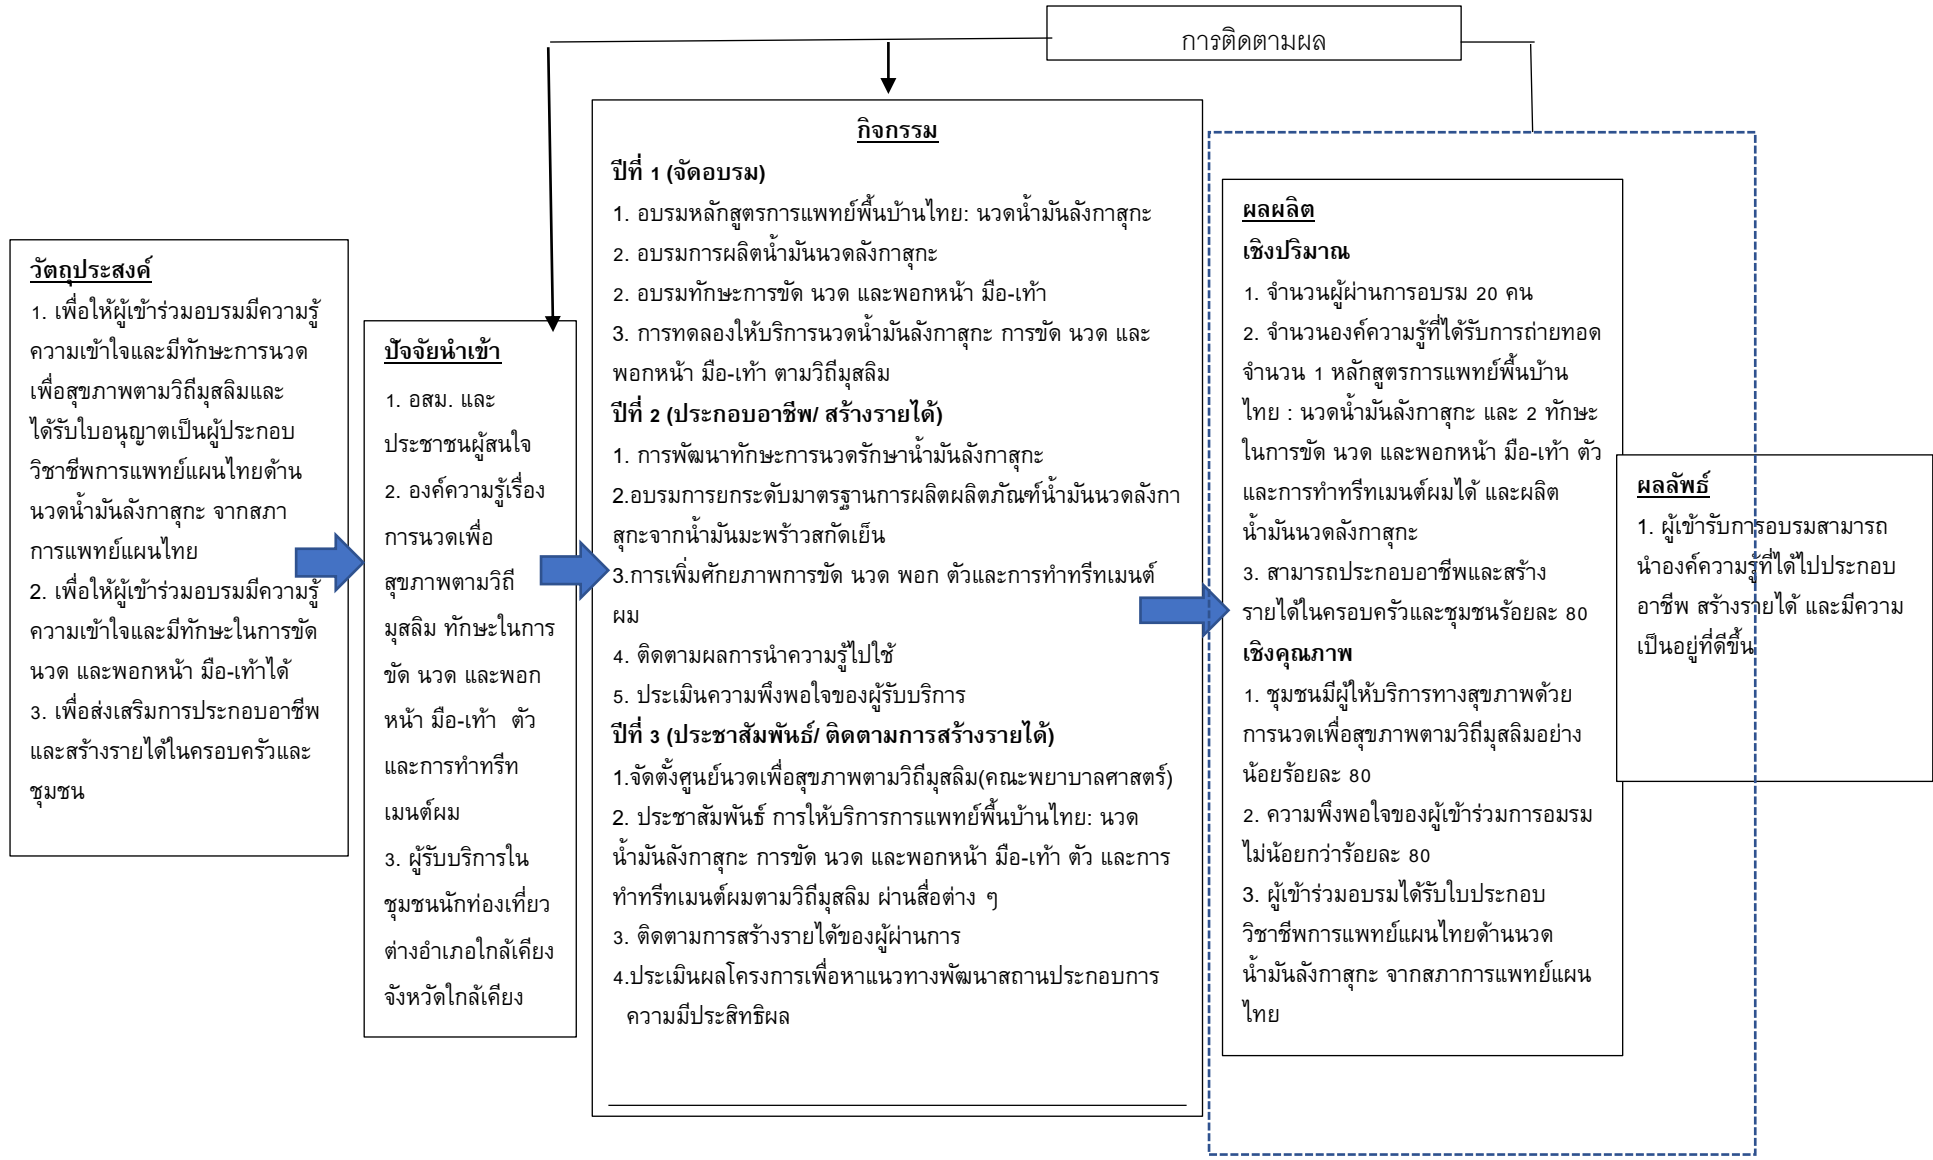 การติดตามผล
วัตถุประสงค์
1. เพื่อให้ผู้เข้าร่วมอบรมมีความรู้
ความเข้าใจและมีทักษะการนวด
เพื่อสุขภาพตามวิถีมุสลิมและ
ได้รับใบอนุญาตเป็นผู้ประกอบ
วิชาชีพการแพทย์แผนไทยด้าน
นวดน้ำมันลังกาสุกะ จากสภา
การแพทย์แผนไทย
2. เพื่อให้ผู้เข้าร่วมอบรมมีความรู้
ความเข้าใจและมีทักษะในการขัด
นวด และพอกหน้า มือ-เท้าได้
3. เพื่อส่งเสริมการประกอบอาชีพ
และสร้างรายได้ในครอบครัวและ
ชุมชน
ปัจจัยนำเข้า
1. อสม. และ
ประชาชนผู้สนใจ
2. องค์ความรู้เรื่อง
การนวดเพื่อ
สุขภาพตามวิถี
มุสลิม ทักษะในการ
ขัด นวด และพอก
หน้า มือ-เท้า ตัว
และการทำทรีท
เมนต์ผม
3. ผู้รับบริการใน
ชุมชนนักท่องเที่ยว
ต่างอำเภอใกล้เคียง
จังหวัดใกล้เคียง
กิจกรรม
ปีที่ 1 (จัดอบรม)
1. อบรมหลักสูตรการแพทย์พื้นบ้านไทย: นวดน้ำมันลังกาสุกะ
2. อบรมการผลิตน้ำมันนวดลังกาสุกะ
2. อบรมทักษะการขัด นวด และพอกหน้า มือ-เท้า
3. การทดลองให้บริการนวดน้ำมันลังกาสุกะ การขัด นวด และ
พอกหน้า มือ-เท้า ตามวิถีมุสลิม
ปีที่ 2 (ประกอบอาชีพ/ สร้างรายได้)
1. การพัฒนาทักษะการนวดรักษาน้ำมันลังกาสุกะ
2.อบรมการยกระดับมาตรฐานการผลิตผลิตภัณฑ์น้ำมันนวดลังกา
สุกะจากน้ำมันมะพร้าวสกัดเย็น
3.การเพิ่มศักยภาพการขัด นวด พอก ตัวและการทำทรีทเมนต์
ผม
4. ติดตามผลการนำความรู้ไปใช้
5. ประเมินความพึงพอใจของผู้รับบริการ
ปีที่ 3 (ประชาสัมพันธ์/ ติดตามการสร้างรายได้)
1.จัดตั้งศูนย์นวดเพื่อสุขภาพตามวิถีมุสลิม(คณะพยาบาลศาสตร์)
2. ประชาสัมพันธ์ การให้บริการการแพทย์พื้นบ้านไทย: นวด
น้ำมันลังกาสุกะ การขัด นวด และพอกหน้า มือ-เท้า ตัว และการ
ทำทรีทเมนต์ผมตามวิถีมุสลิม ผ่านสื่อต่าง ๆ
3. ติดตามการสร้างรายได้ของผู้ผ่านการ
4.ประเมินผลโครงการเพื่อหาแนวทางพัฒนาสถานประกอบการ
ความมีประสิทธิผล
ผลผลิต
เชิงปริมาณ
1. จำนวนผู้ผ่านการอบรม 20 คน
2. จำนวนองค์ความรู้ที่ได้รับการถ่ายทอด
จำนวน 1 หลักสูตรการแพทย์พื้นบ้าน
ไทย : นวดน้ำมันลังกาสุกะ และ 2 ทักษะ
ในการขัด นวด และพอกหน้า มือ-เท้า ตัว
และการทำทรีทเมนต์ผมได้ และผลิต
น้ำมันนวดลังกาสุกะ
3. สามารถประกอบอาชีพและสร้าง
รายได้ในครอบครัวและชุมชนร้อยละ 80
เชิงคุณภาพ
1. ชุมชนมีผู้ให้บริการทางสุขภาพด้วย
การนวดเพื่อสุขภาพตามวิถีมุสลิมอย่าง
น้อยร้อยละ 80
2. ความพึงพอใจของผู้เข้าร่วมการอมรม
ไม่น้อยกว่าร้อยละ 80
3. ผู้เข้าร่วมอบรมได้รับใบประกอบ
วิชาชีพการแพทย์แผนไทยด้านนวด
น้ำมันลังกาสุกะ จากสภาการแพทย์แผน
ไทย
ผลลัพธ์
1. ผู้เข้ารับการอบรมสามารถ
นำองค์ความรู้ที่ได้ไปประกอบ
อาชีพ สร้างรายได้ และมีความ
เป็นอยู่ที่ดีขึ้น